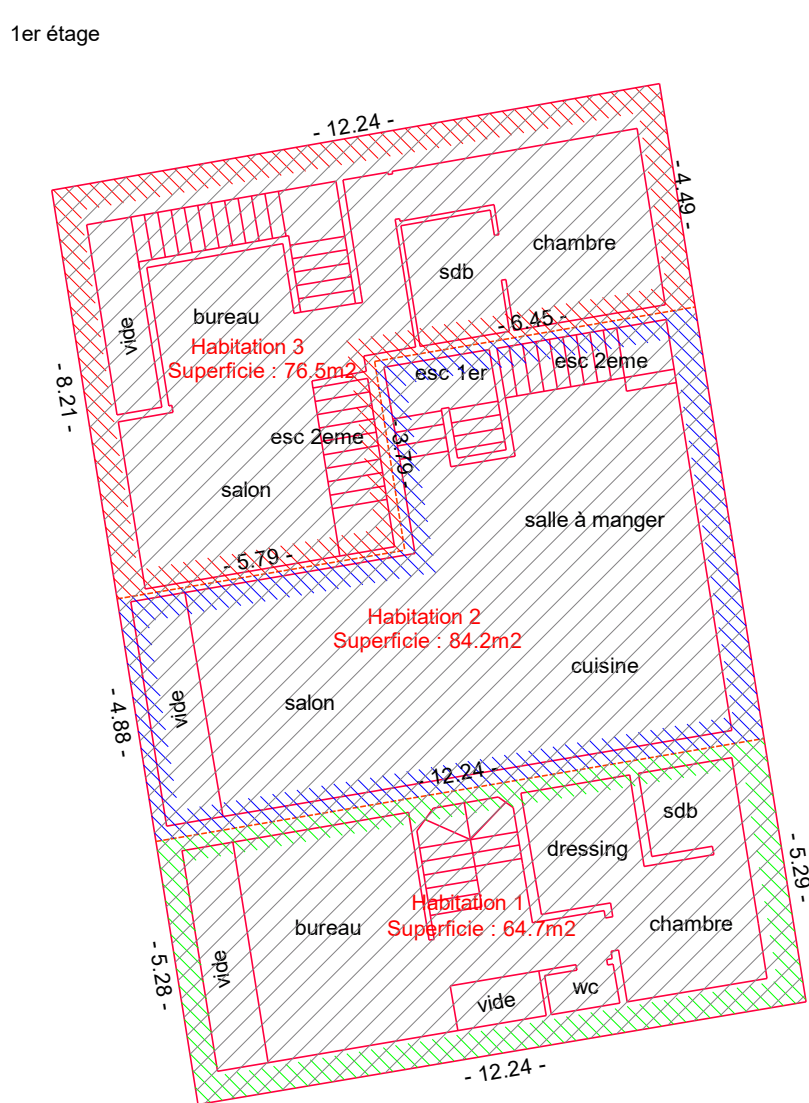 1er étage
- 12.24 -
- 4.49 -
chambre
sdb
bureau
vide
- 6.45 -
Habitation 3
Superficie : 76.5m2
esc 1er
esc 2eme
- 8.21 -
esc 2eme
- 3.79 -
salon
salle à manger
- 5.79 -
Habitation 2
Superficie : 84.2m2
cuisine
vide
salon
- 4.88 -
- 12.24 -
sdb
dressing
- 5.29 -
Habitation 1
Superficie : 64.7m2
bureau
chambre
vide
- 5.28 -
wc
vide
- 12.24 -